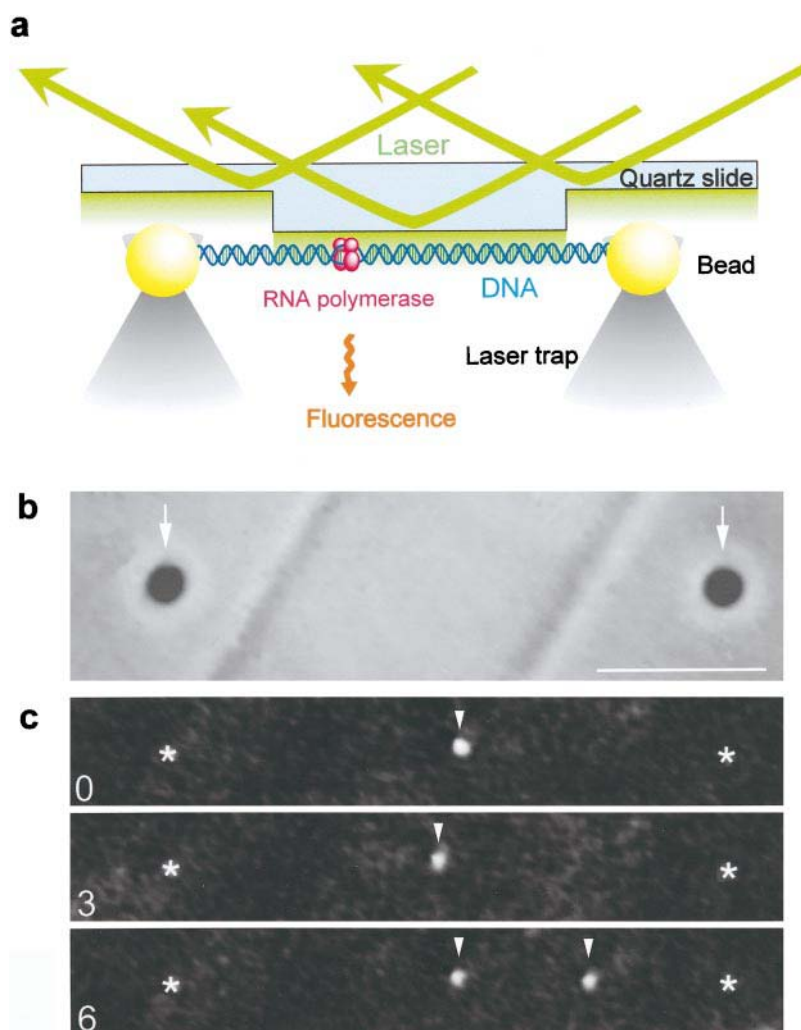 a
Laser
Quartz slide
Bead
RNA polymerase
DNA
Laser trap
Fluorescence
b
c
* *
0
* *
3
* *
6